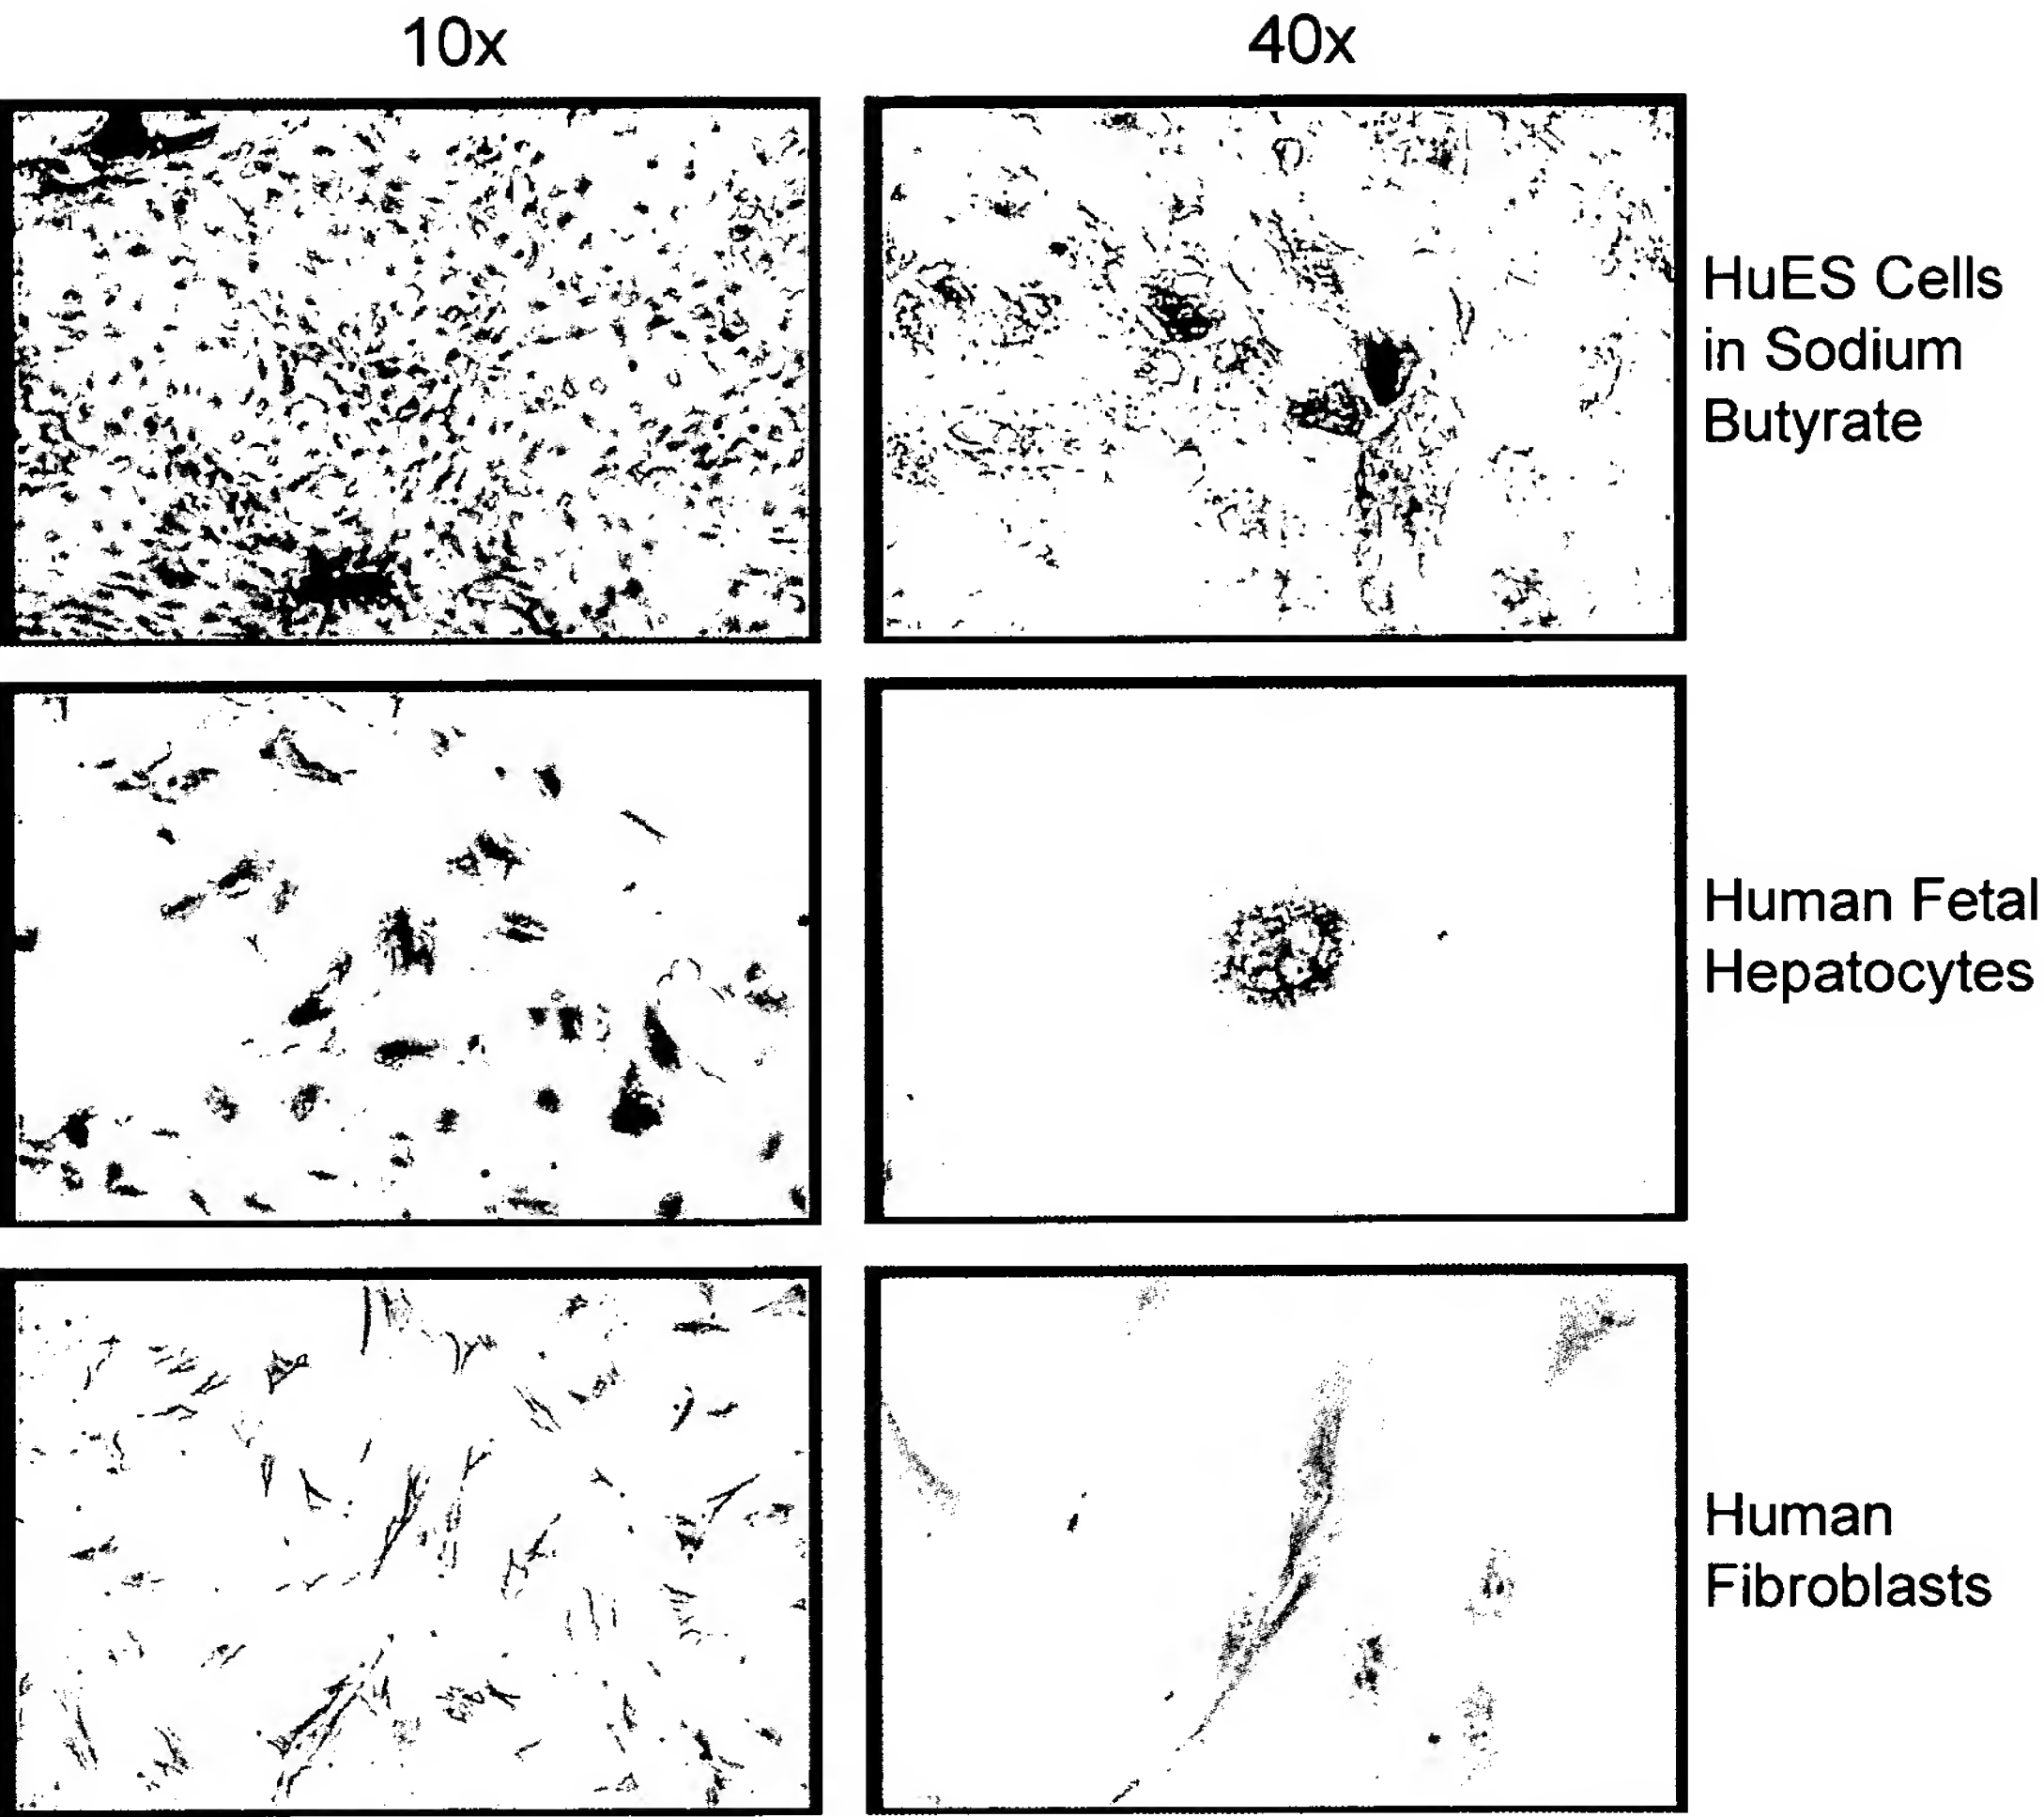 10x
40x
HuES Cells
in Sodium
Butyrate
Human Fetal
Hepatocytes
Human
Fibroblasts